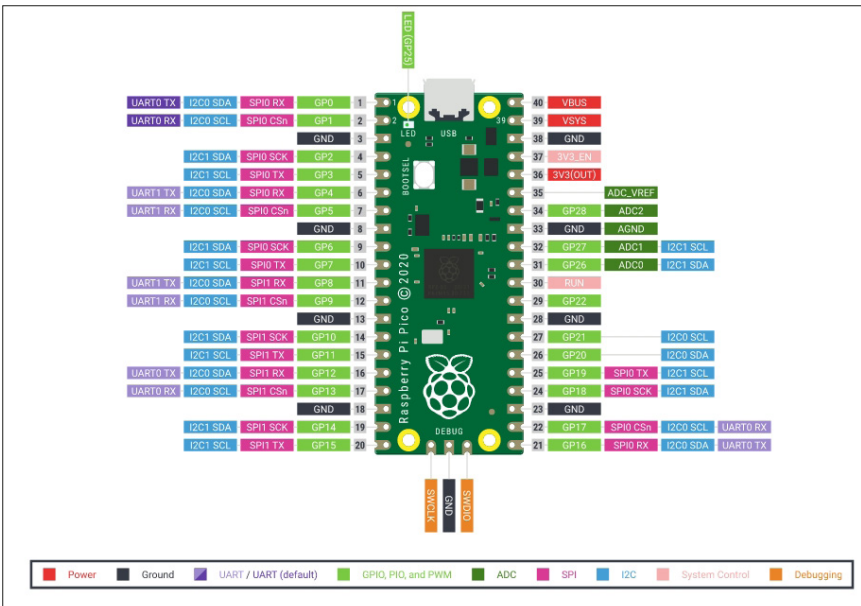 LED (GP25)
UART0 TX I2C0 SDA SPI0 RX GP0 1 1 40 VBUS
UART0 RX I2C0 SCL SPI0 CSn GP1 2 2 LED USB 39 39 VSYS
GND 3 38 GND
I2C1 SDA SPI0 SCK GP2 4 37 3V3_EN
I2C1 SCL SPI0 TX GP3 5 36 3V3(OUT)
UART1 TX I2C0 SDA SPI0 RX GP4 6 BOOTSEL 35 ADC_VREF
UART1 RX I2C0 SCL SPI0 CSn GP5 7 34 GP28 ADC2
GND 8 33 GND AGND
I2C1 SDA SPI0 SCK GP6 9 32 GP27 ADC1 I2C1 SCL
I2C1 SCL SPI0 TX GP7 10 31 GP26 ADC0 I2C1 SDA
UART1 TX I2C0 SDA SPI1 RX GP8 11 30 RUN
UART1 RX I2C0 SCL SPI1 CSn GP9 12 29 GP22
GND 13 28 GND
I2C1 SDA SPI1 SCK GP10 14 27 GP21 I2C0 SCL
I2C1 SCL SPI1 TX GP11 15 26 GP20 I2C0 SDA
UART0 TX I2C0 SDA SPI1 RX GP12 16 25 GP19 SPI0 TX I2C1 SCL
UART0 RX I2C0 SCL SPI1 CSn GP13 17 24 GP18 SPI0 SCK I2C1 SDA
GND 18 23 GND
I2C1 SDA SPI1 SCK GP14 19 22 GP17 SPI0 CSn I2C0 SCL UART0 RX
I2C1 SCL SPI1 TX GP15 20 21 GP16 SPI0 RX I2C0 SDA UART0 TX
Raspberry Pi Pico © 2020
DEBUG
SWCLK GND SWDIO
Power Ground UART / UART (default) GPIO, PIO, and PWM ADC SPI I2C System Control Debugging